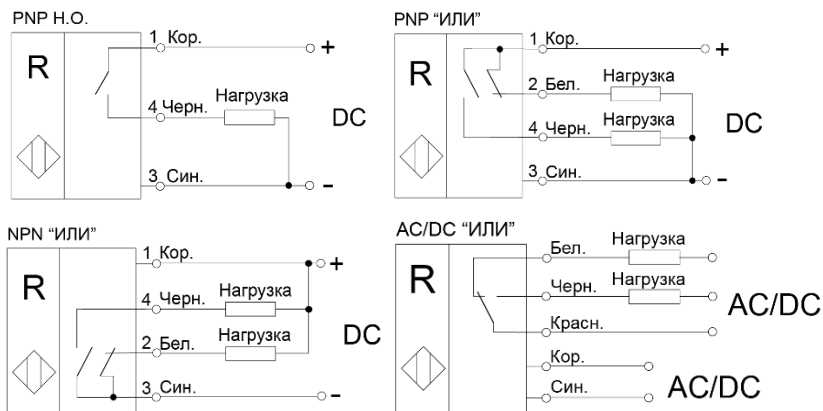 PNP Н.О.
R
1 Кор.
+
4 Черн.
Нагрузка
DC
3 Син.
-
PNP “ИЛИ”
R
1 Кор.
+
2 Бел.
Нагрузка
4 Черн.
Нагрузка
DC
3 Син.
-
NPN “ИЛИ”
R
1 Кор.
+
4 Черн.
Нагрузка
2 Бел.
Нагрузка
DC
3 Син.
-
AC/DC “ИЛИ”
R
Бел.
Нагрузка
Черн.
Нагрузка
AC/DC
Красн.
Кор.
AC/DC
Син.